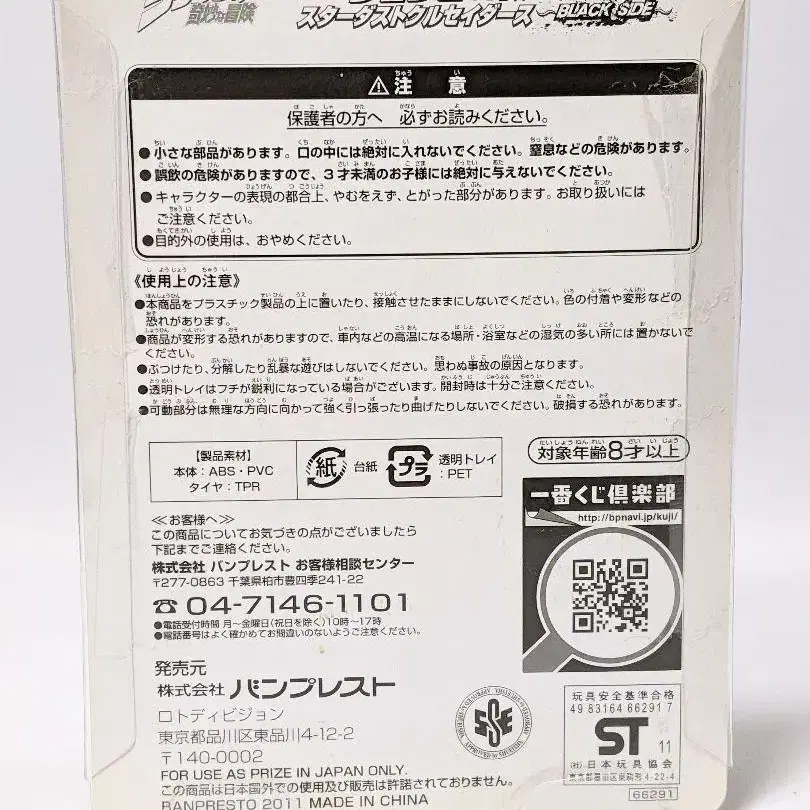 奇妙な冒険
スターダストクルセイダース ～BLACK SIDE～
⚠注意
保護者の方へ 必ずお読みください。
●小さな部品があります。口の中には絶対に入れないでください。窒息などの危険があります。
●誤飲の危険がありますので、3才未満のお子様には絶対に与えないでください。
●キャラクターの表現の都合上、やむをえず、とがった部分があります。お取り扱いには
ご注意ください。
●目的外の使用は、おやめください。
《使用上の注意》
●本商品をプラスチック製品の上に置いたり、接触させたままにしないでください。色の付着や変形などの
恐れがあります。
●商品が変形する恐れがありますので、車内などの高温になる場所・浴室などの湿気の多い所には置かないで
ください。
●ぶつけたり、分解したり乱暴な遊びはしないでください。思わぬ事故の原因となります。
●透明トレイはフチが鋭利になっている場合がございます。開封時は十分ご注意ください。
●可動部分は無理な方向に向かって強く引っ張ったり曲げたりしないでください。破損する恐れがあります。
【製品素材】
本体：ABS・PVC
タイヤ：TPR
紙
台紙
プラ
透明トレイ
：PET
対象年齢8才以上
一番くじ倶楽部
http://bpnavi.jp/kuji/
≪お客様へ≫
この商品についてお気づきの点がございましたら
下記までご連絡ください。
株式会社 バンプレスト お客様相談センター
〒277-0863 千葉県柏市豊四季241-22
☎04-7146-1101
●電話受付時間 月〜金曜日(祝日を除く)10時〜17時
●電話番号はよく確かめてお間違いのないようご注意ください。
発売元
株式会社 バンプレスト
ロトディビジョン
東京都品川区東品川4-12-2
〒140-0002
FOR USE AS PRIZE IN JAPAN ONLY.
この商品は日本国外での使用及び販売は許諾されておりません。
BANPRESTO 2011 MADE IN CHINA
SSE
玩具安全基準合格
49 83164 66291 7
ST
11
(社)日本玩具協会
東京都墨田区東駒形4-22-4
66291